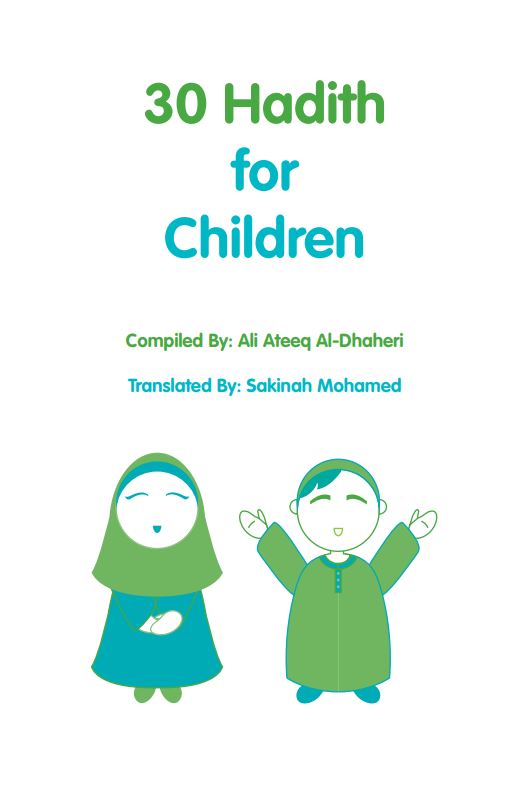 30 Hadith
for
Children
Compiled By: Ali Ateeq Al-Dhaheri
Translated By: Sakinah Mohamed